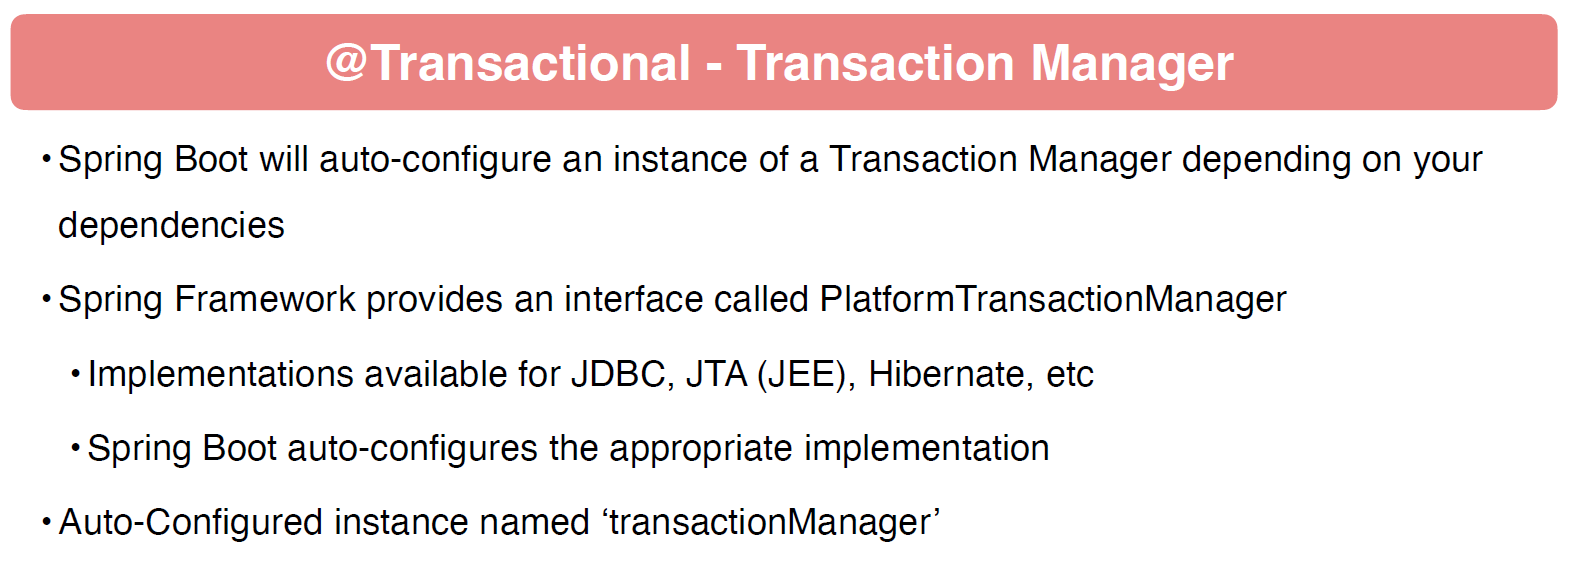 @Transactional - Transaction Manager
• Spring Boot will auto-configure an instance of a Transaction Manager depending on your
dependencies
• Spring Framework provides an interface called PlatformTransactionManager
• Implementations available for JDBC, JTA (JEE), Hibernate, etc
• Spring Boot auto-configures the appropriate implementation
• Auto-Configured instance named ‘transactionManager’